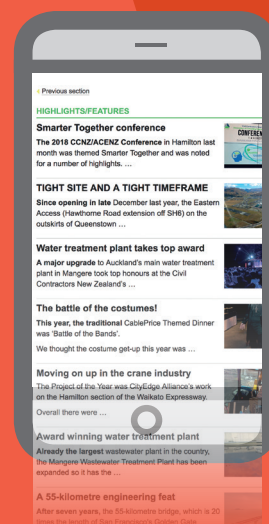 ‹ Previous section
HIGHLIGHTS/FEATURES
Smarter Together conference
The 2018 CCNZ/ACENZ Conference in Hamilton last
month was themed Smarter Together and was noted
for a number of highlights. ...
TIGHT SITE AND A TIGHT TIMEFRAME
Since opening in late December last year, the Eastern
Access (Hawthorne Road extension off SH6) on the
outskirts of Queenstown ...
Water treatment plant takes top award
A major upgrade to Auckland's main water treatment
plant in Mangere took top honours at the Civil
Contractors New Zealand's ...
The battle of the costumes!
This year, the traditional CablePrice Themed Dinner
was 'Battle of the Bands'.
We thought the costume get-up this year was ...
Moving on up in the crane industry
The Project of the Year was CityEdge Alliance's work
on the Hamilton section of the Waikato Expressway.
Overall there were ...
Award winning water treatment plant
Already the largest wastewater plant in the country,
the Mangere Wastewater Treatment Plant has been
expanded so it has the ...
A 55-kilometre engineering feat
After seven years, the 55-kilometre bridge, which is 20
times the length of San Francisco's Golden Gate